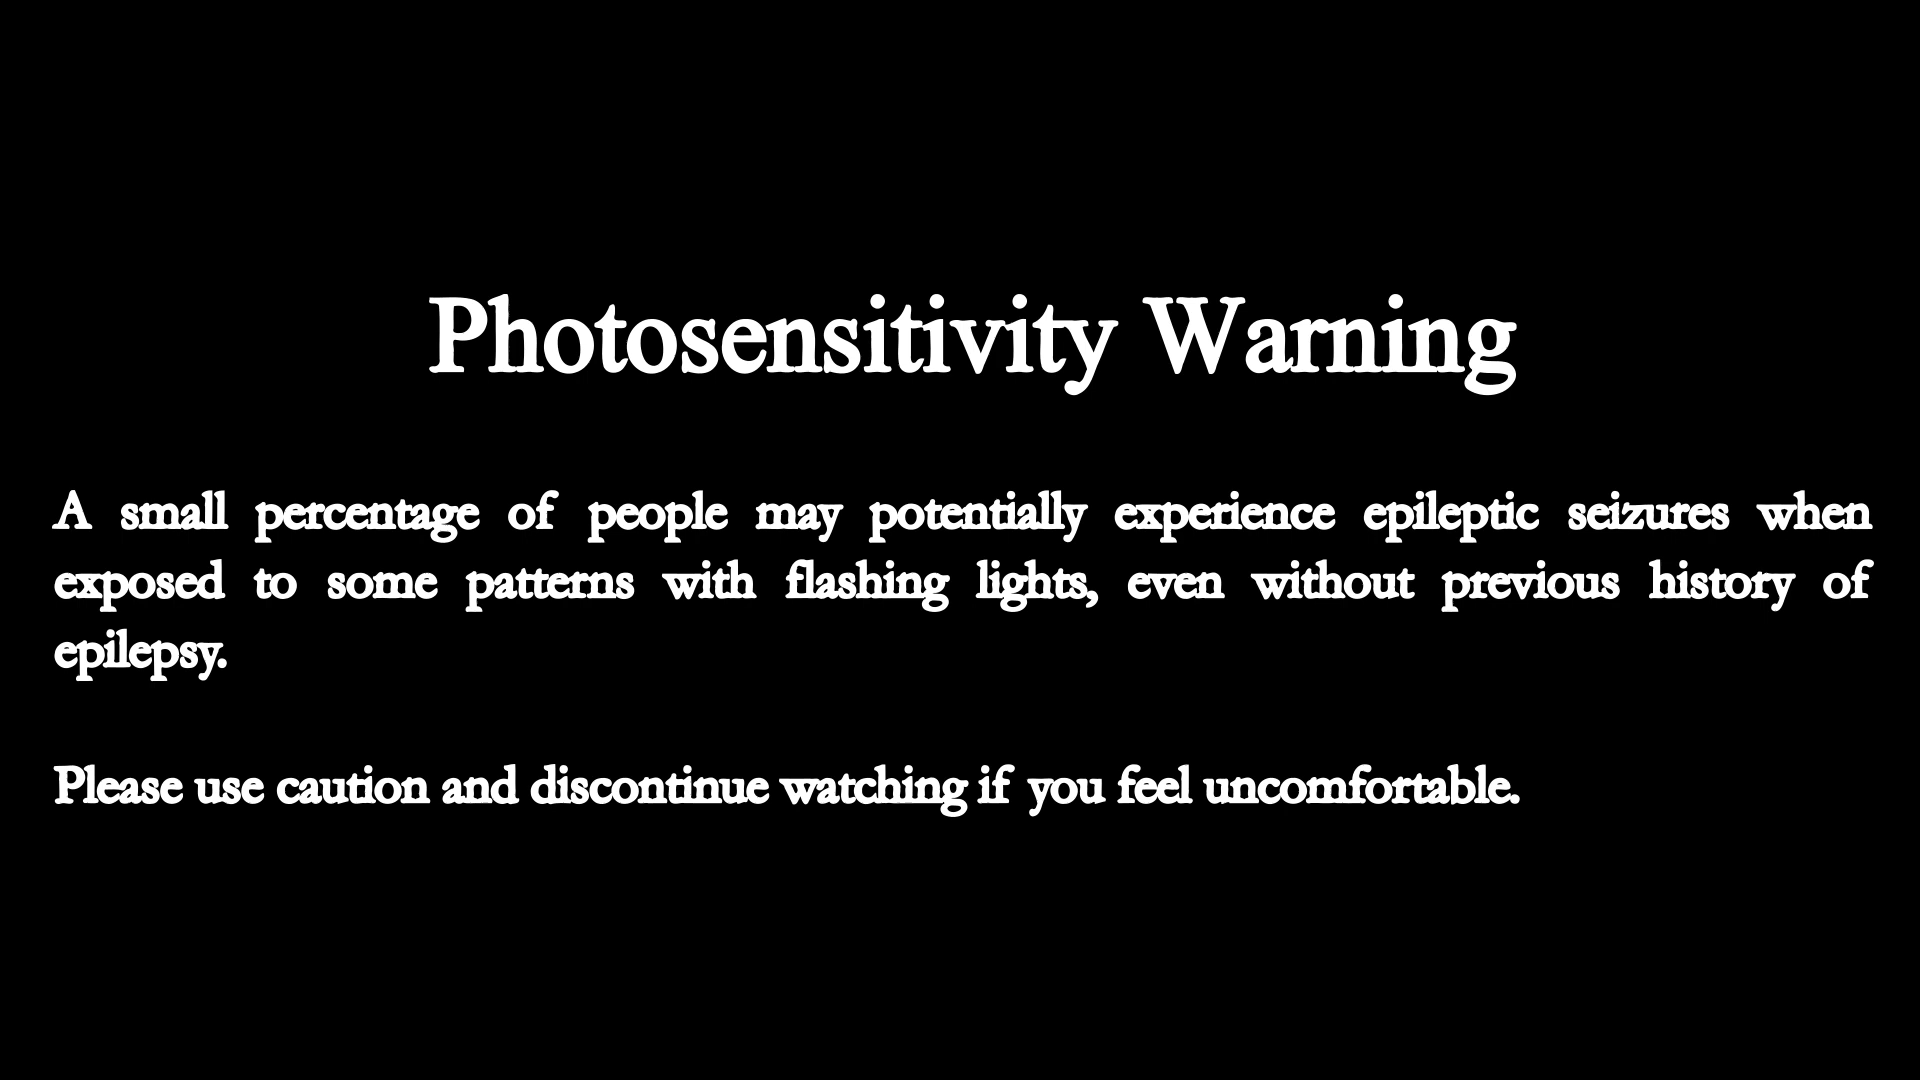 Photosensitivity Warning
A small percentage of people may potentially experience epileptic seizures when
exposed to some patterns with flashing lights, even without previous history of
epilepsy.
Please use caution and discontinue watching if you feel uncomfortable.